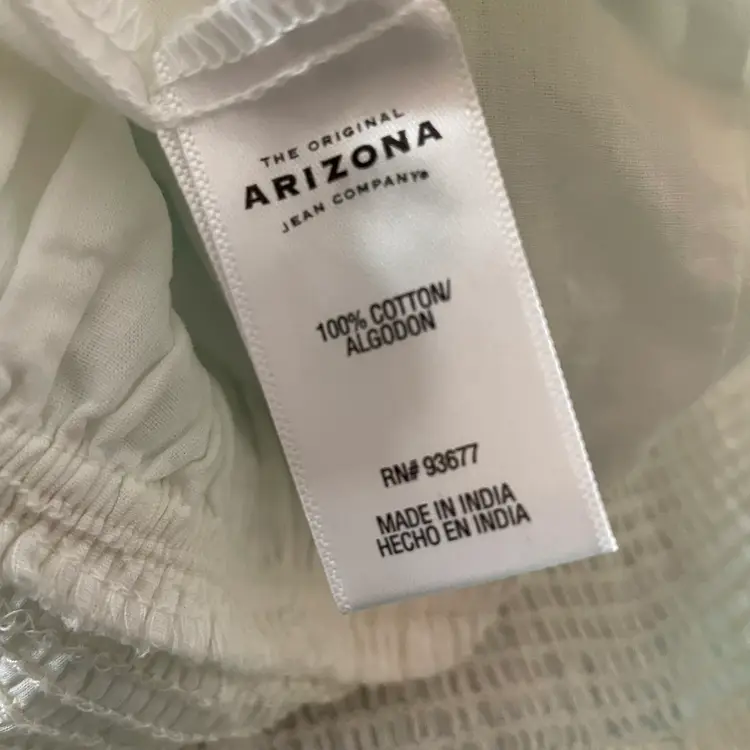 THE ORIGINAL
ARIZONA
JEAN COMPANY®
100% COTTON/
ALGODON
RN# 93677
MADE IN INDIA
HECHO EN INDIA